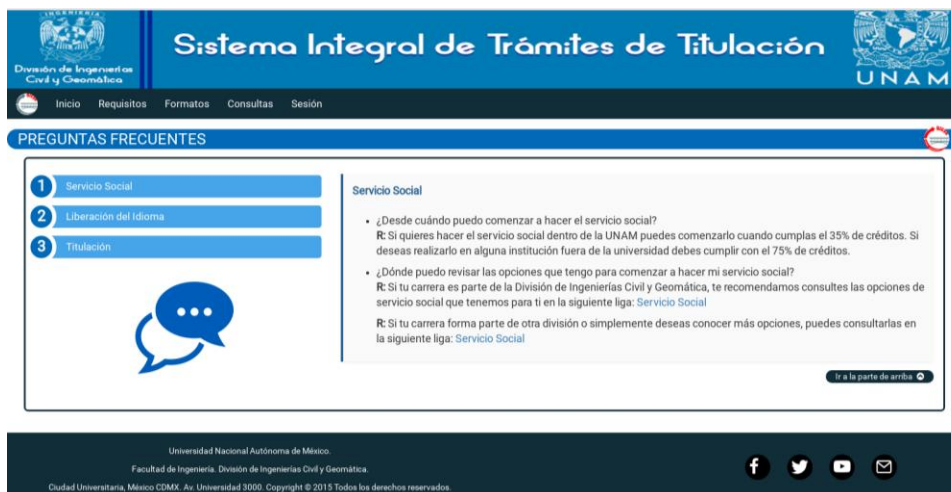 INGENIERIA
División de Ingenierías
Civil y Geomática
Sistema Integral de Trámites de Titulación
UNAM
Inicio Requisitos Formatos Consultas Sesión
PREGUNTAS FRECUENTES
1 Servicio Social
2 Liberación del Idioma
3 Titulación
Servicio Social
• ¿Desde cuándo puedo comenzar a hacer el servicio social?
R: Si quieres hacer el servicio social dentro de la UNAM puedes comenzarlo cuando cumplas el 35% de créditos. Si
deseas realizarlo en alguna institución fuera de la universidad debes cumplir con el 75% de créditos.
• ¿Dónde puedo revisar las opciones que tengo para comenzar a hacer mi servicio social?
R: Si tu carrera es parte de la División de Ingenierías Civil y Geomática, te recomendamos consultes las opciones de
servicio social que tenemos para ti en la siguiente liga: Servicio Social
R: Si tu carrera forma parte de otra división o simplemente deseas conocer más opciones, puedes consultarlas en
la siguiente liga: Servicio Social
Ir a la parte de arriba
Universidad Nacional Autónoma de México.
Facultad de Ingeniería. División de Ingenierías Civil y Geomática.
Ciudad Universitaria, México CDMX. Av. Universidad 3000. Copyright © 2015 Todos los derechos reservados.